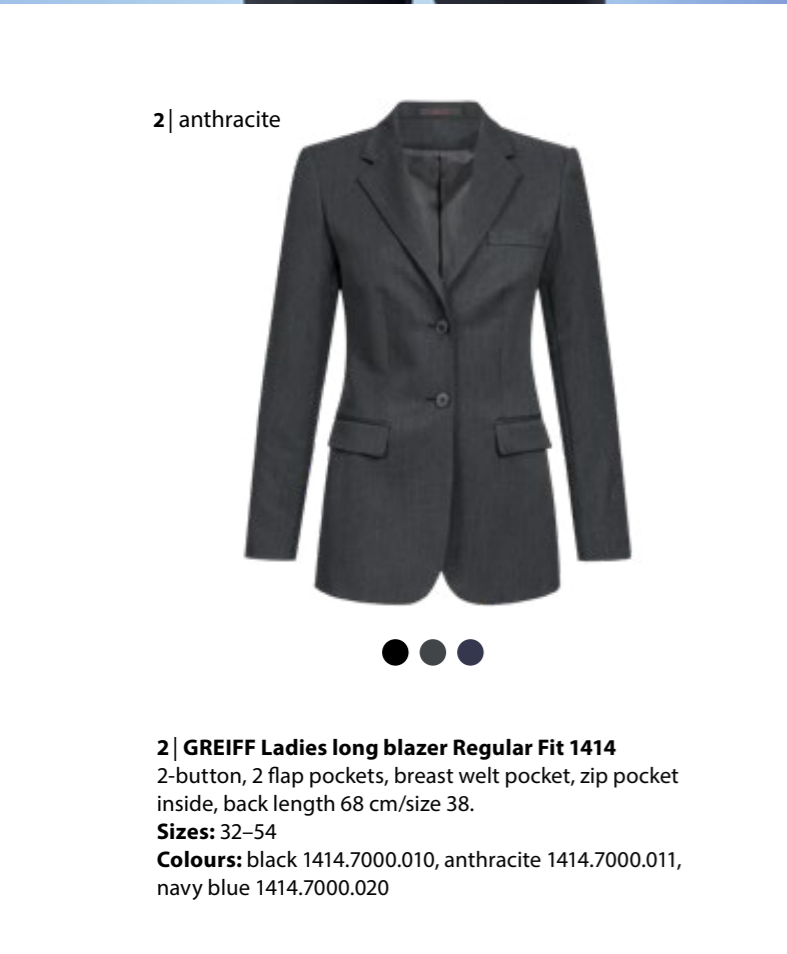 2| anthracite
2| GREIFF Ladies long blazer Regular Fit 1414
2-button, 2 flap pockets, breast welt pocket, zip pocket
inside, back length 68 cm/size 38.
Sizes: 32–54
Colours: black 1414.7000.010, anthracite 1414.7000.011,
navy blue 1414.7000.020